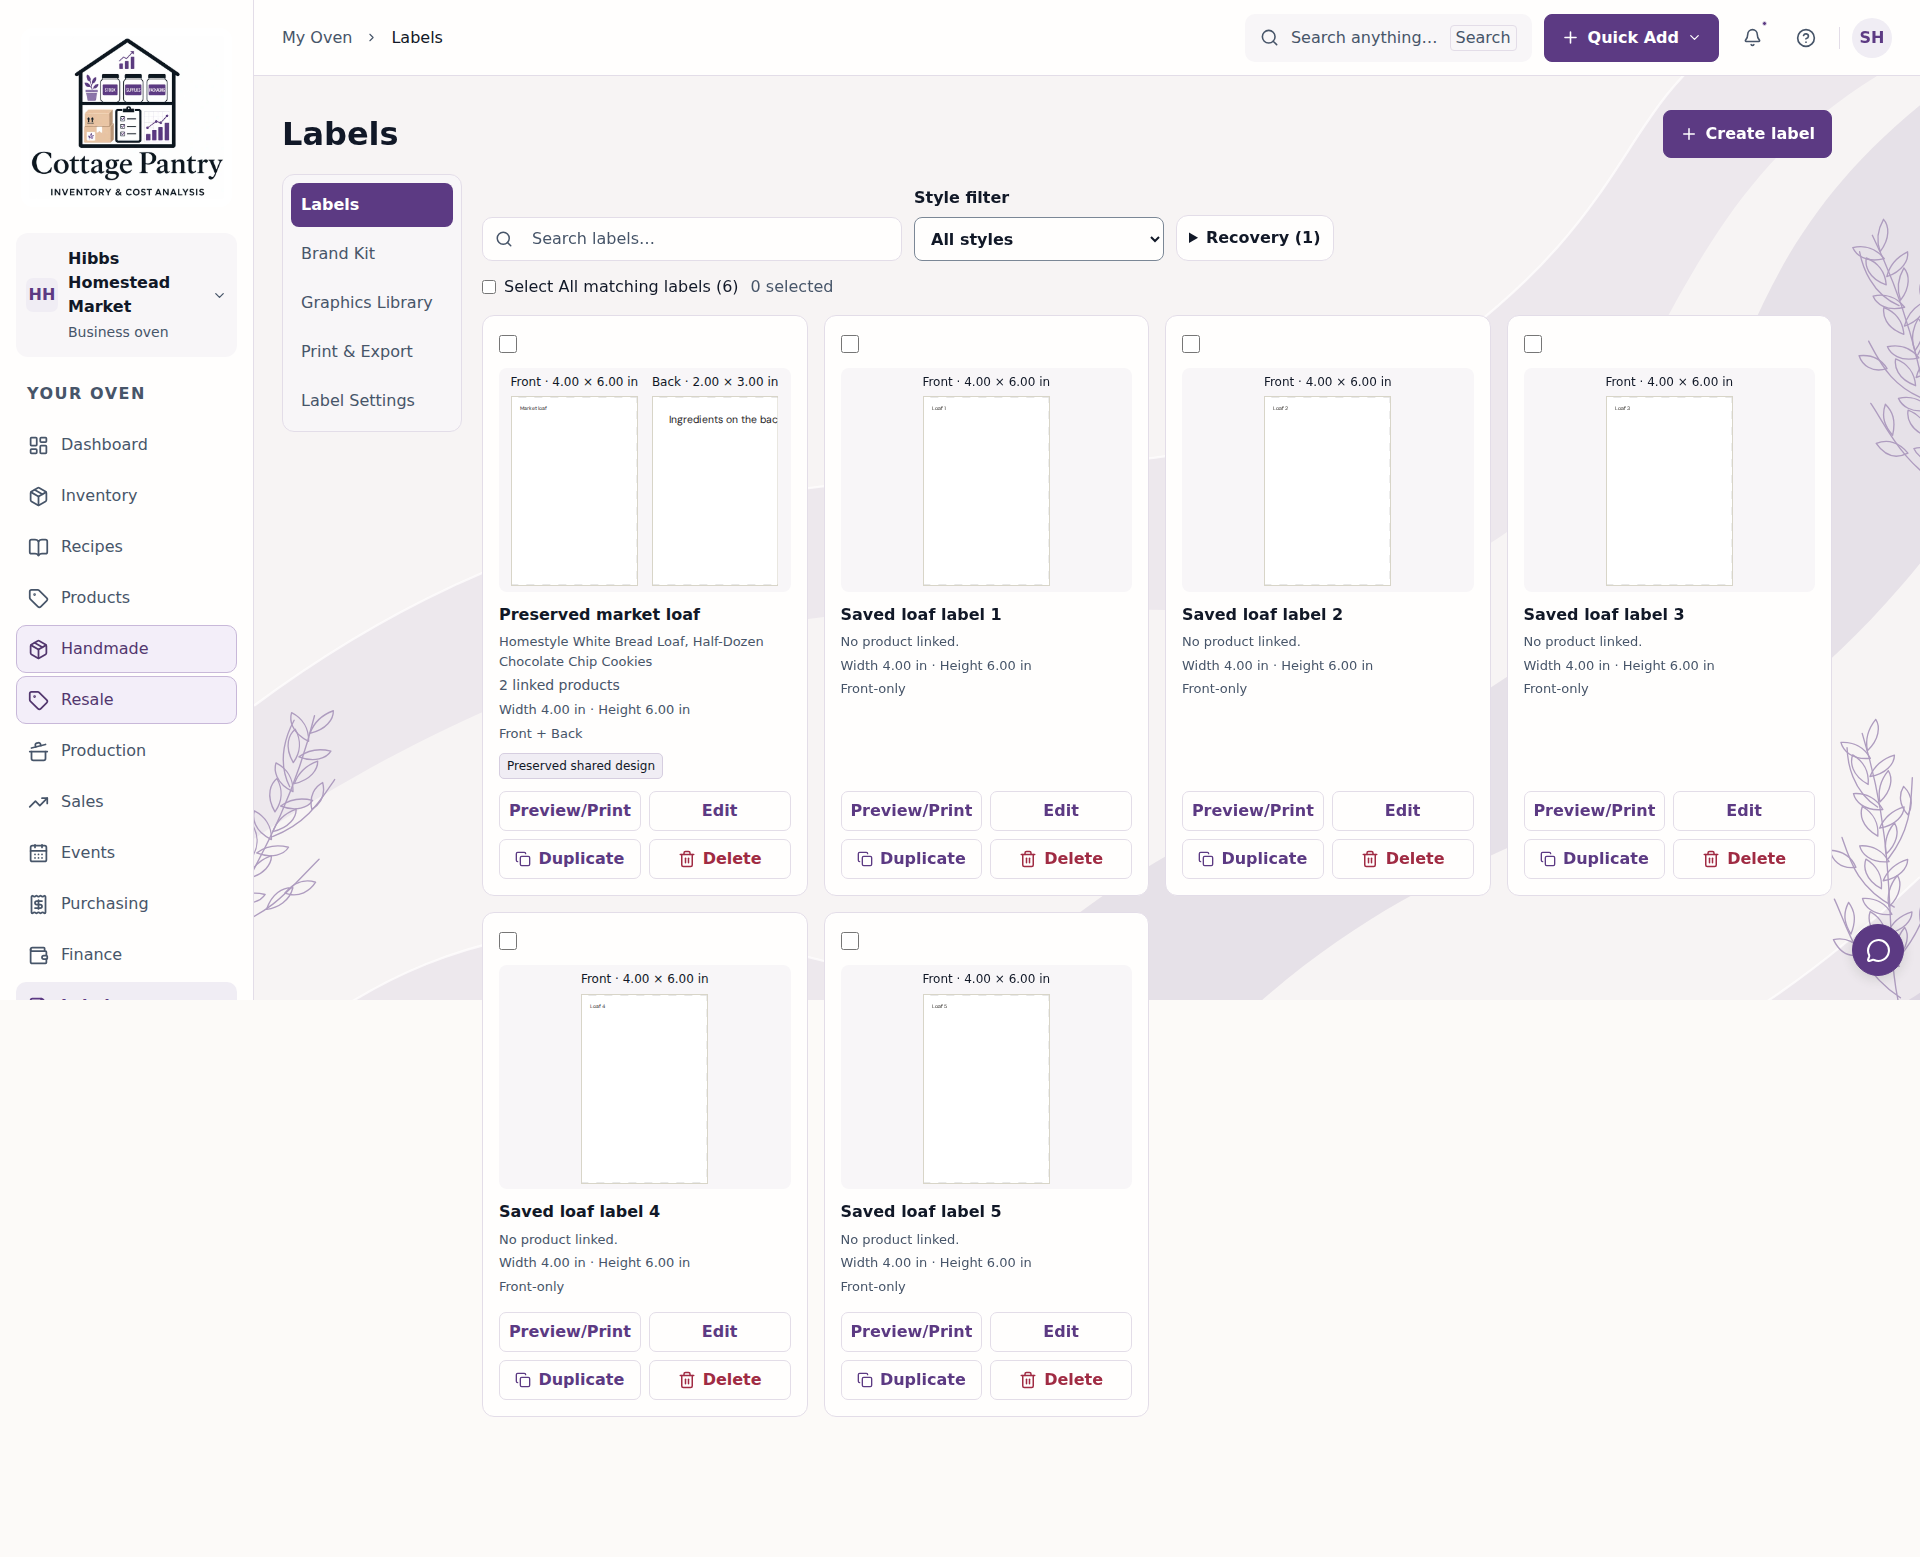 Cottage Pantry
INVENTORY & COST ANALYSIS
HH
Hibbs
Homestead
Market
Business oven
YOUR OVEN
Dashboard
Inventory
Recipes
Products
Handmade
Resale
Production
Sales
Events
Purchasing
Finance
My Oven > Labels
Search anything... Search
+ Quick Add
SH
Labels
+ Create label
Labels
Brand Kit
Graphics Library
Print & Export
Label Settings
Style filter
Search labels...
All styles
Recovery (1)
Select All matching labels (6) 0 selected
Front · 4.00 × 6.00 in Back · 2.00 × 3.00 in
Market loaf
Ingredients on the bac
Preserved market loaf
Homestyle White Bread Loaf, Half-Dozen
Chocolate Chip Cookies
2 linked products
Width 4.00 in · Height 6.00 in
Front + Back
Preserved shared design
Preview/Print Edit
Duplicate Delete
Front · 4.00 × 6.00 in
Loaf 1
Saved loaf label 1
No product linked.
Width 4.00 in · Height 6.00 in
Front-only
Preview/Print Edit
Duplicate Delete
Front · 4.00 × 6.00 in
Loaf 2
Saved loaf label 2
No product linked.
Width 4.00 in · Height 6.00 in
Front-only
Preview/Print Edit
Duplicate Delete
Front · 4.00 × 6.00 in
Loaf 3
Saved loaf label 3
No product linked.
Width 4.00 in · Height 6.00 in
Front-only
Preview/Print Edit
Duplicate Delete
Front · 4.00 × 6.00 in
Loaf 4
Saved loaf label 4
No product linked.
Width 4.00 in · Height 6.00 in
Front-only
Preview/Print Edit
Duplicate Delete
Front · 4.00 × 6.00 in
Loaf 5
Saved loaf label 5
No product linked.
Width 4.00 in · Height 6.00 in
Front-only
Preview/Print Edit
Duplicate Delete